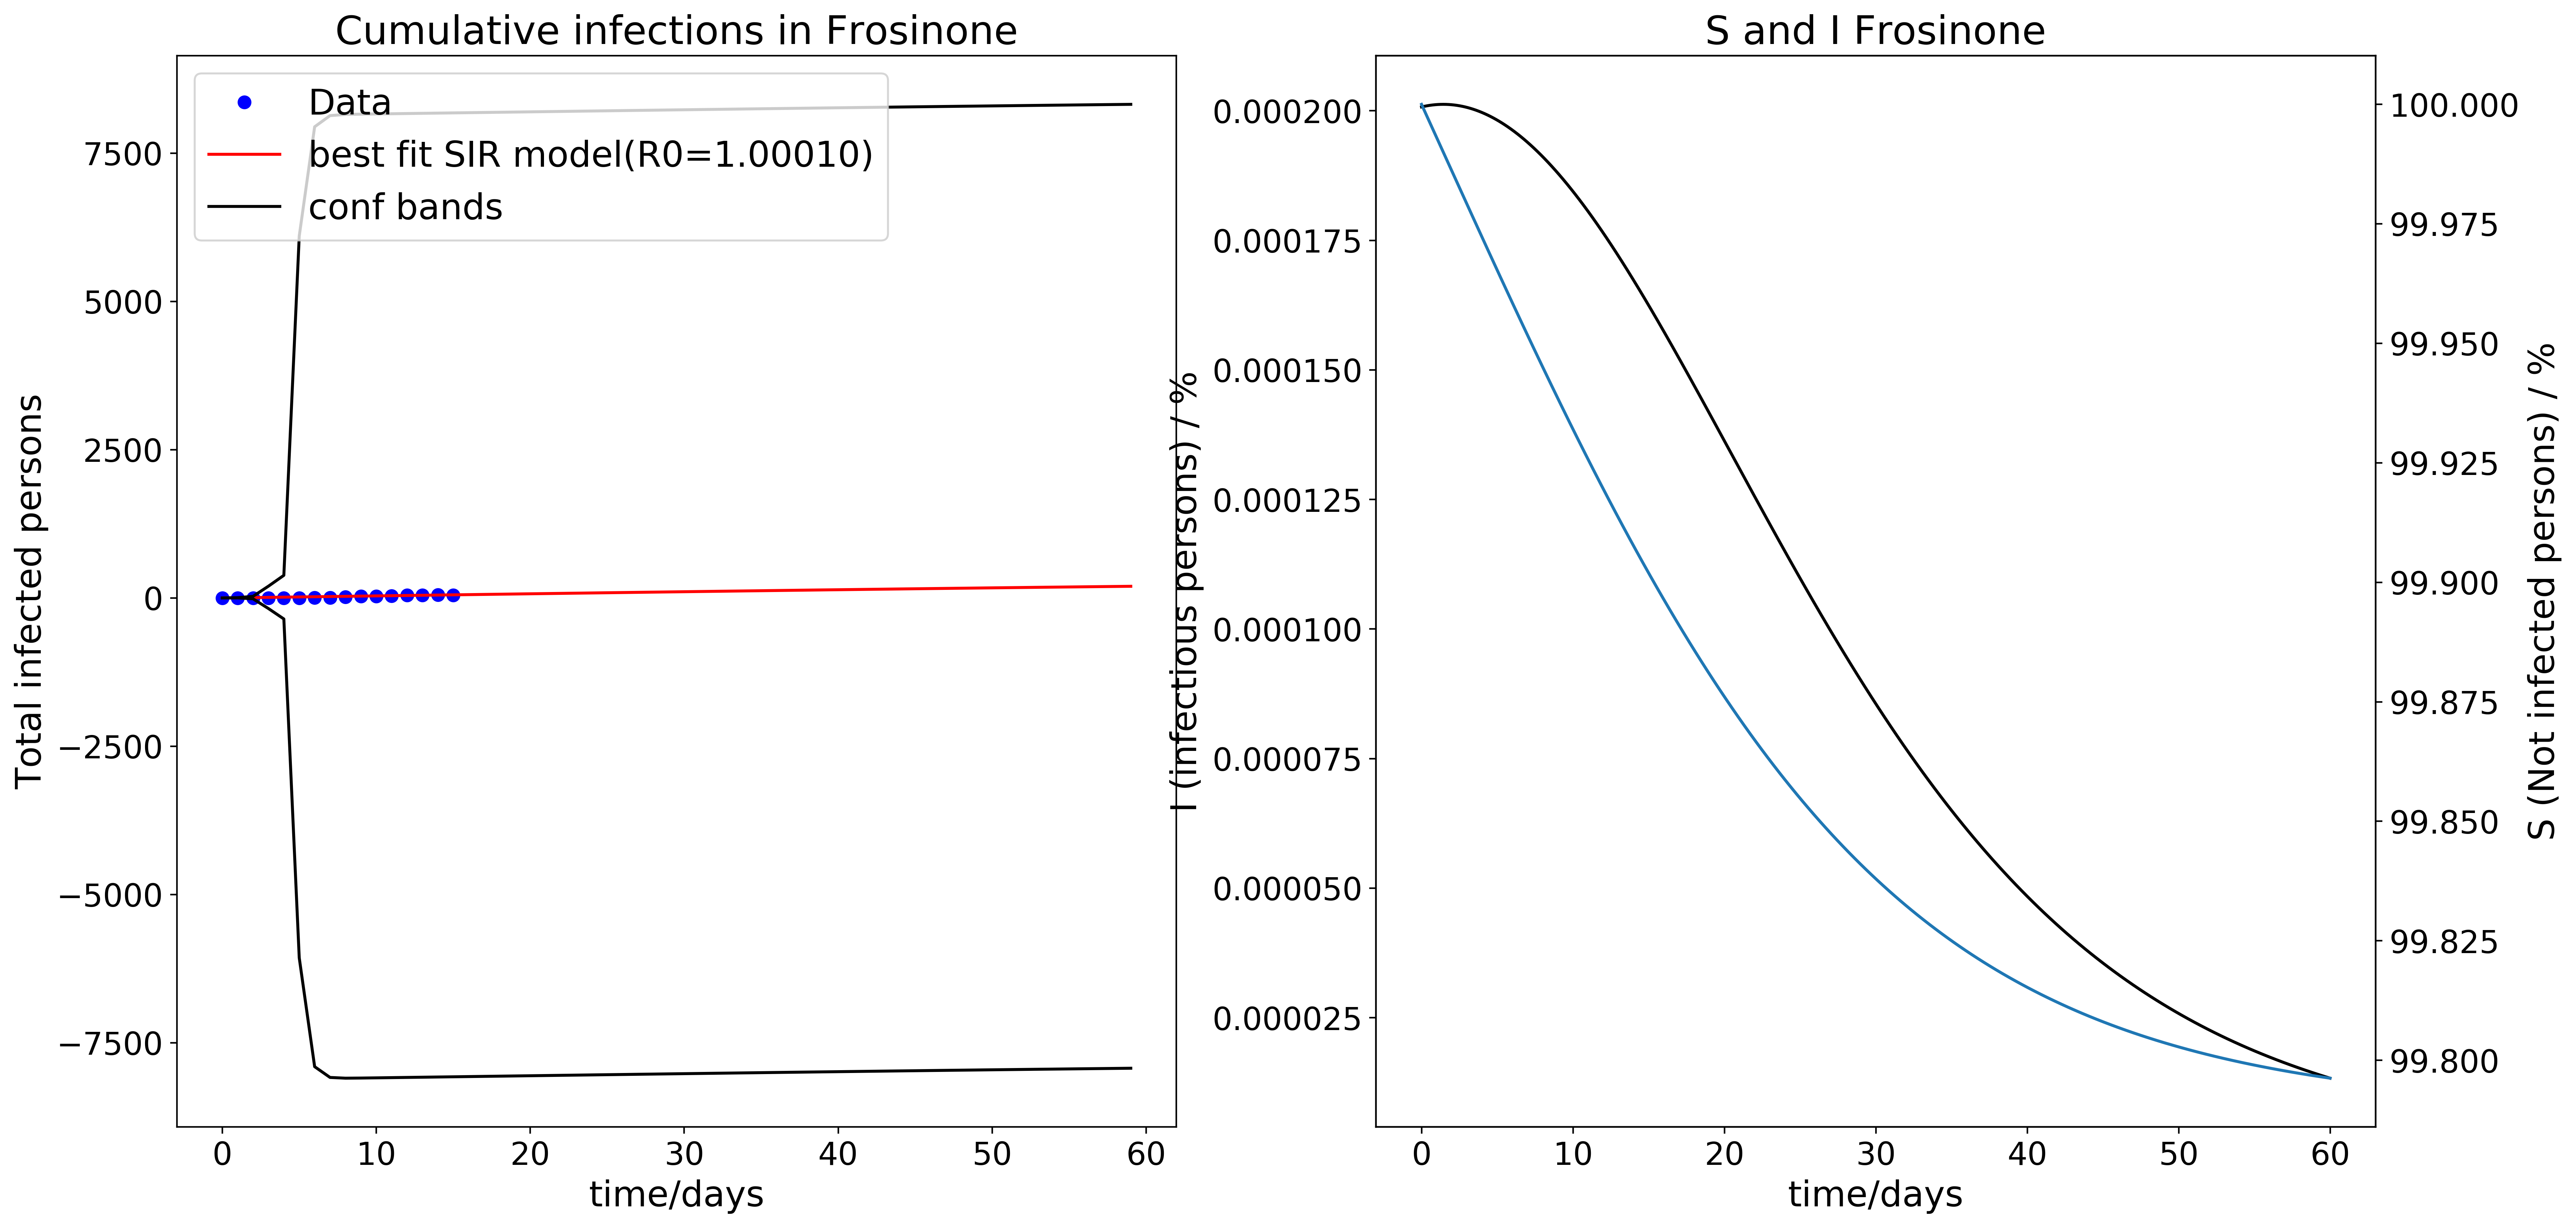 Cumulative infections in Frosinone
Data
best fit SIR model(R0=1.00010)
conf bands
Total infected persons
7500
5000
2500
0
−2500
−5000
−7500
0 10 20 30 40 50 60
time/days
S and I Frosinone
I (infectious persons) / %
0.000200
0.000175
0.000150
0.000125
0.000100
0.000075
0.000050
0.000025
0 10 20 30 40 50 60
time/days
100.000
99.975
99.950
99.925
99.900
99.875
99.850
99.825
99.800
S (Not infected persons) / %